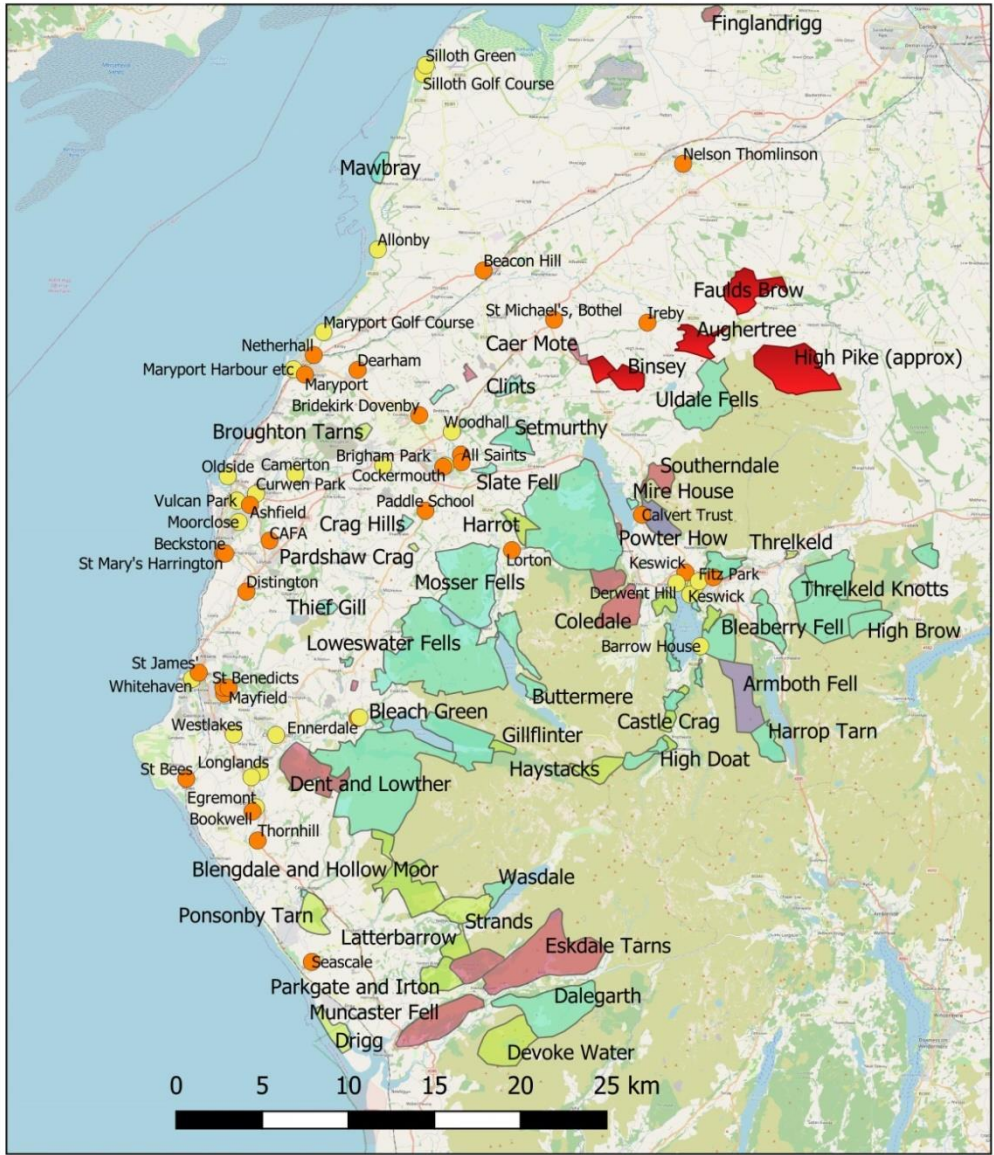 Finglandrigg
Silloth Green
Silloth Golf Course
Nelson Thomlinson
Mawbray
Allonby
Beacon Hill
Faulds Brow
St Michael's, Bothel
Ireby
Maryport Golf Course
Aughertree
Netherhall
Caer Mote
High Pike (approx)
Maryport Harbour etc
Dearham
Binsey
Maryport
Clints
Uldale Fells
Bridekirk Dovenby
Woodhall
Setmurthy
Broughton Tarns
Brigham Park
All Saints
Oldside
Camerton
Cockermouth
Slate Fell
Southerndale
Curwen Park
Mire House
Vulcan Park
Ashfield
Paddle School
Calvert Trust
Moorclose
Crag Hills
Harrot
CAFA
Powter How
Beckstone
Pardshaw Crag
Lorton
Threlkeld
St Mary's Harrington
Keswick
Fitz Park
Distington
Mosser Fells
Derwent Hill
Keswick
Threlkeld Knotts
Thief Gill
Coledale
Bleaberry Fell
High Brow
Loweswater Fells
Barrow House
St James'
St Benedicts
Armboth Fell
Whitehaven
Mayfield
Buttermere
Bleach Green
Castle Crag
Westlakes
Ennerdale
Gillflinter
Harrop Tarn
High Doat
St Bees
Longlands
Haystacks
Dent and Lowther
Egremont
Bookwell
Thornhill
Blengdale and Hollow Moor
Wasdale
Ponsonby Tarn
Strands
Latterbarrow
Eskdale Tarns
Seascale
Parkgate and Irton
Dalegarth
Muncaster Fell
Drigg
Devoke Water
0 5 10 15 20 25 km